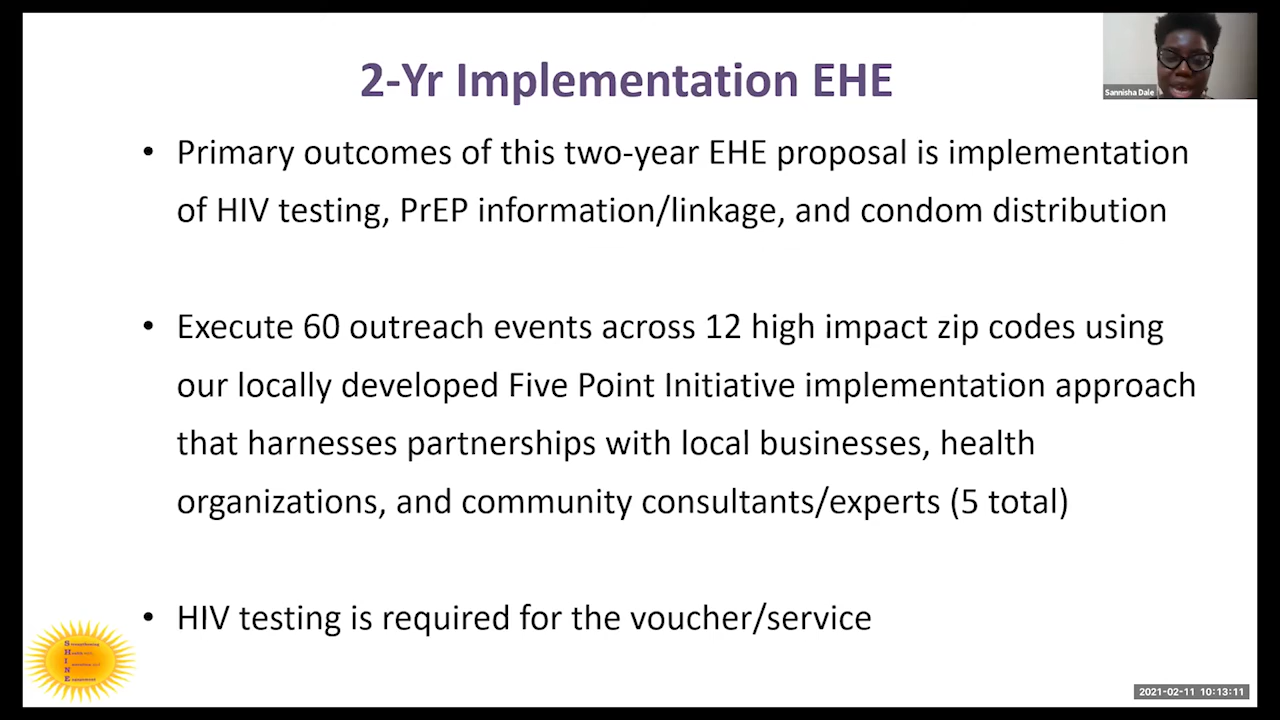 2-Yr Implementation EHE
Sannisha Dale
• Primary outcomes of this two-year EHE proposal is implementation
of HIV testing, PrEP information/linkage, and condom distribution
• Execute 60 outreach events across 12 high impact zip codes using
our locally developed Five Point Initiative implementation approach
that harnesses partnerships with local businesses, health
organizations, and community consultants/experts (5 total)
• HIV testing is required for the voucher/service
S
H
I
N
E
2021-02-11 10:13:11